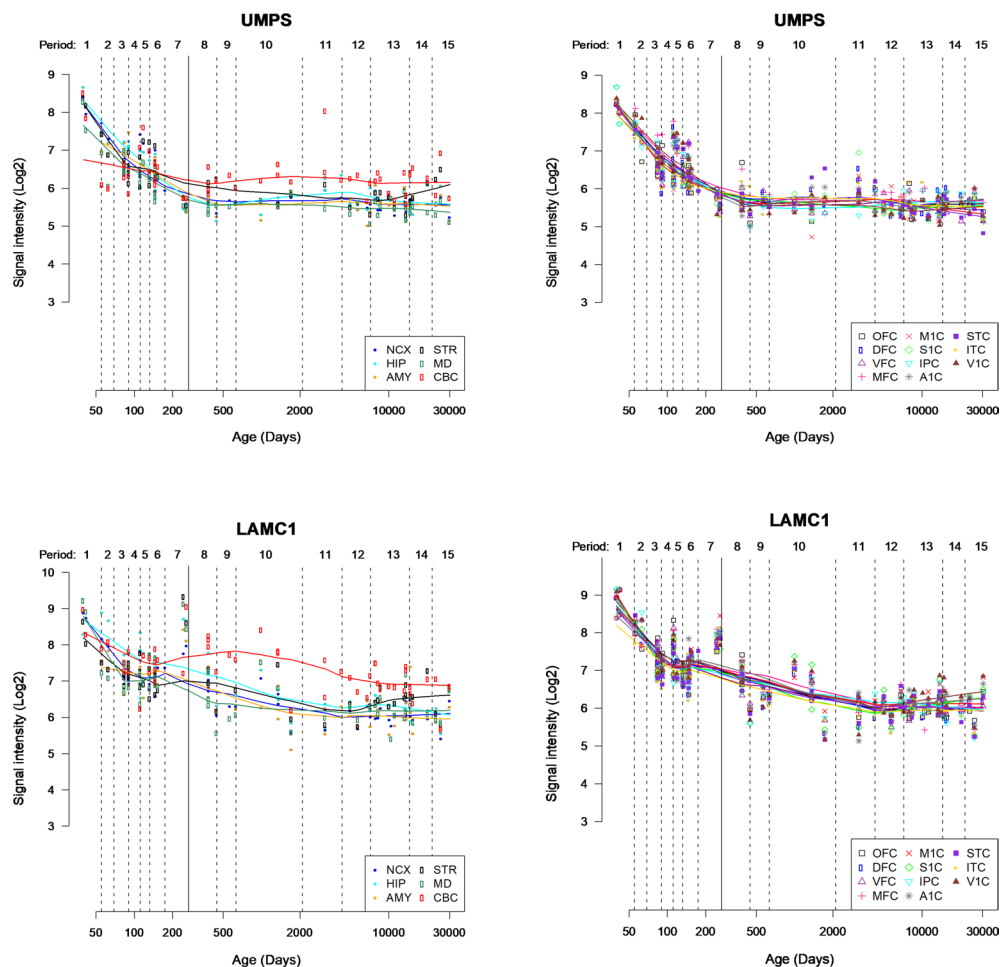 UMPS
Period: 1 2 3 4 5 6 7 8 9 10 11 12 13 14 15
Signal intensity (Log2)
9
8
7
6
5
4
3
NCX STR
HIP MD
AMY CBC
50 100 200 500 2000 10000 30000
Age (Days)
UMPS
Period: 1 2 3 4 5 6 7 8 9 10 11 12 13 14 15
Signal intensity (Log2)
9
8
7
6
5
4
3
OFC M1C STC
DFC S1C ITC
VFC IPC V1C
MFC A1C
50 100 200 500 2000 10000 30000
Age (Days)
LAMC1
Period: 1 2 3 4 5 6 7 8 9 10 11 12 13 14 15
Signal intensity (Log2)
10
9
8
7
6
5
4
3
NCX STR
HIP MD
AMY CBC
50 100 200 500 2000 10000 30000
Age (Days)
LAMC1
Period: 1 2 3 4 5 6 7 8 9 10 11 12 13 14 15
Signal intensity (Log2)
9
8
7
6
5
4
3
OFC M1C STC
DFC S1C ITC
VFC IPC V1C
MFC A1C
50 100 200 500 2000 10000 30000
Age (Days)